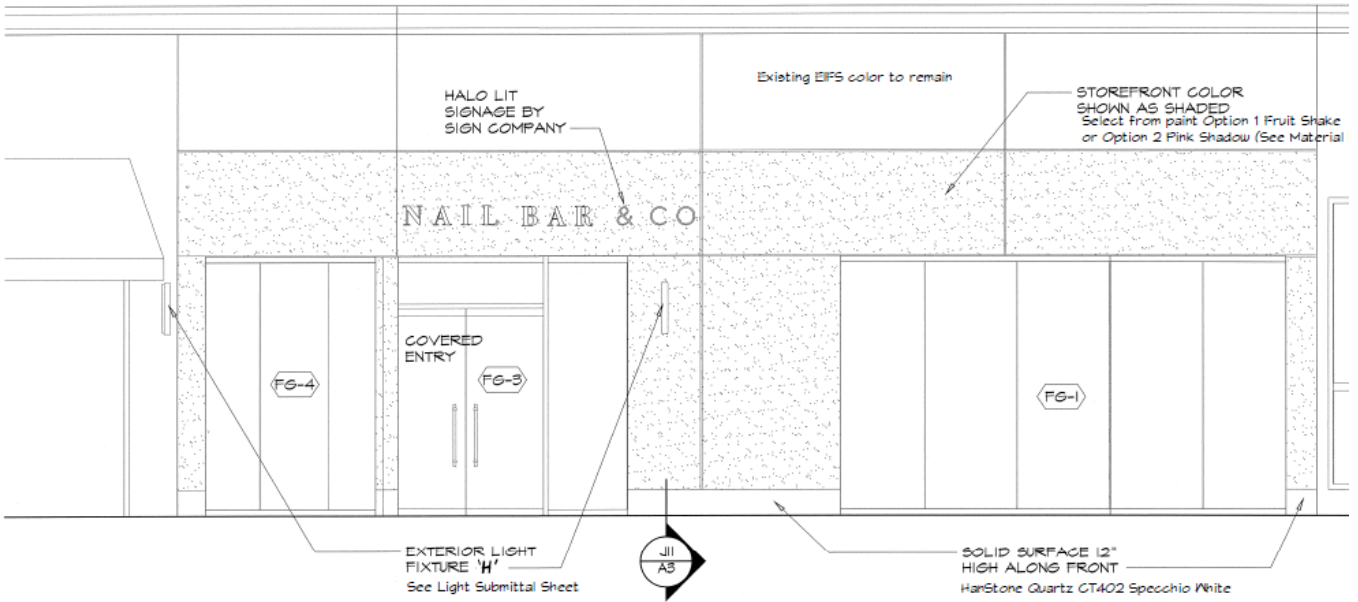 Existing EIFS color to remain
HALO LIT
SIGNAGE BY
SIGN COMPANY
STOREFRONT COLOR
SHOWN AS SHADED
Select from paint Option 1 Fruit Shake
or Option 2 Pink Shadow (See Material
NAIL BAR & CO
COVERED
ENTRY
FG-4
FG-3
FG-1
EXTERIOR LIGHT
FIXTURE 'H'
See Light Submittal Sheet
J11
A3
SOLID SURFACE 12"
HIGH ALONG FRONT
HanStone Quartz CT402 Specchio White